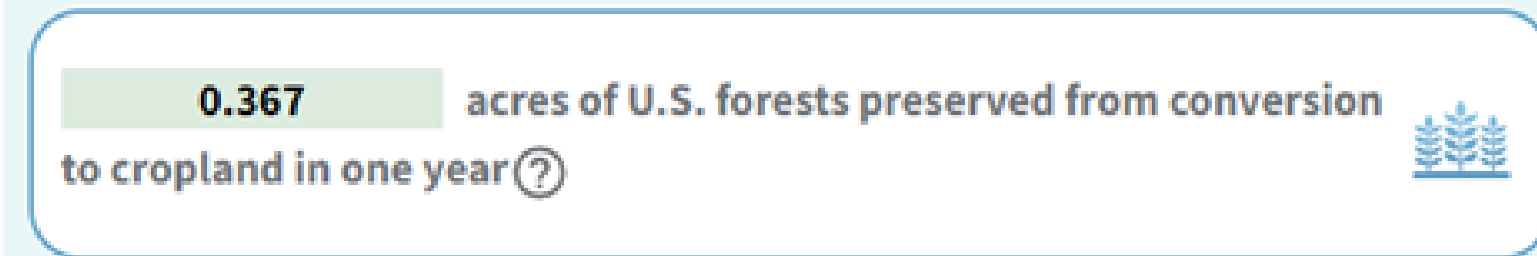 0.367 acres of U.S. forests preserved from conversion
to cropland in one year?